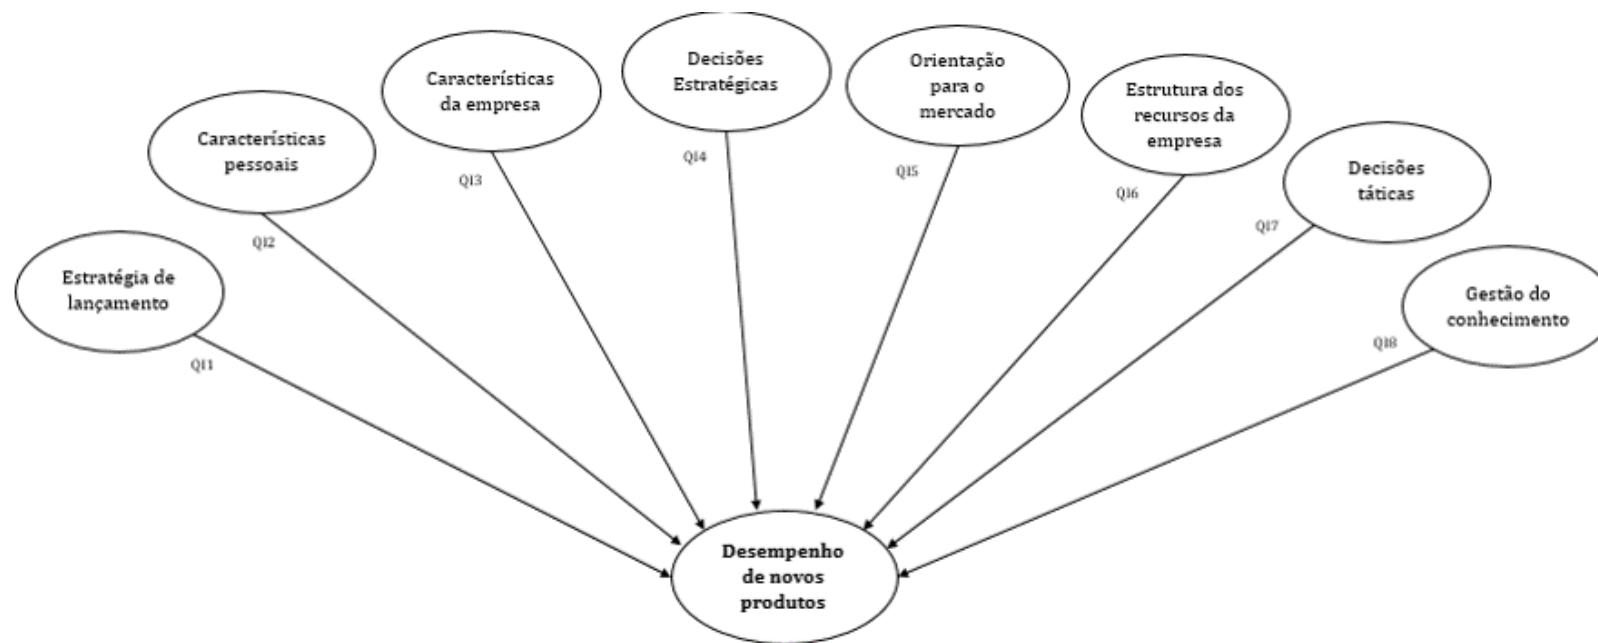 Estratégia de
lançamento
QI1
Características
pessoais
QI2
Características
da empresa
QI3
Decisões
Estratégicas
QI4
Orientação
para o
mercado
QI5
Estrutura dos
recursos da
empresa
QI6
Decisões
táticas
QI7
Gestão do
conhecimento
QI8
Desempenho
de novos
produtos